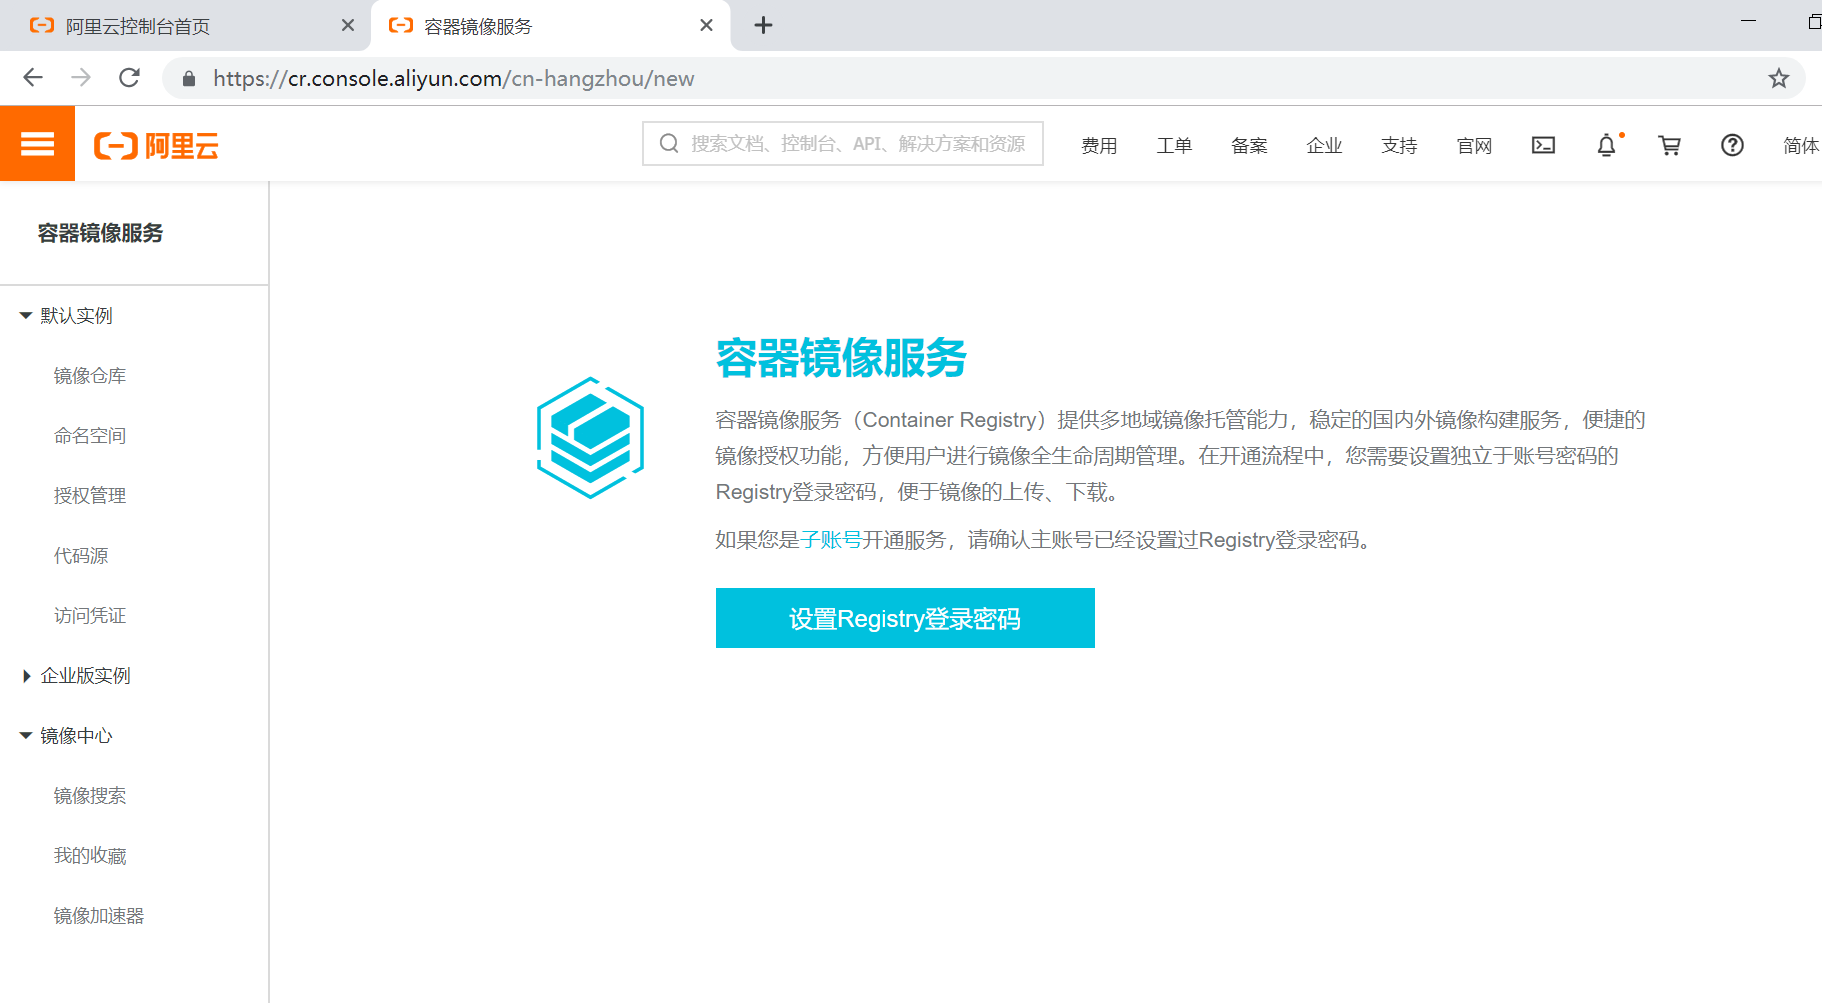 阿里云控制台首页
容器镜像服务
https://cr.console.aliyun.com/cn-hangzhou/new
阿里云
搜索文档、控制台、API、解决方案和资源
费用
工单
备案
企业
支持
官网
简体
容器镜像服务
默认实例
镜像仓库
命名空间
授权管理
代码源
访问凭证
企业版实例
镜像中心
镜像搜索
我的收藏
镜像加速器
容器镜像服务
容器镜像服务（Container Registry）提供多地域镜像托管能力，稳定的国内外镜像构建服务，便捷的
镜像授权功能，方便用户进行镜像全生命周期管理。在开通流程中，您需要设置独立于账号密码的
Registry登录密码，便于镜像的上传、下载。
如果您是子账号开通服务，请确认主账号已经设置过Registry登录密码。
设置Registry登录密码